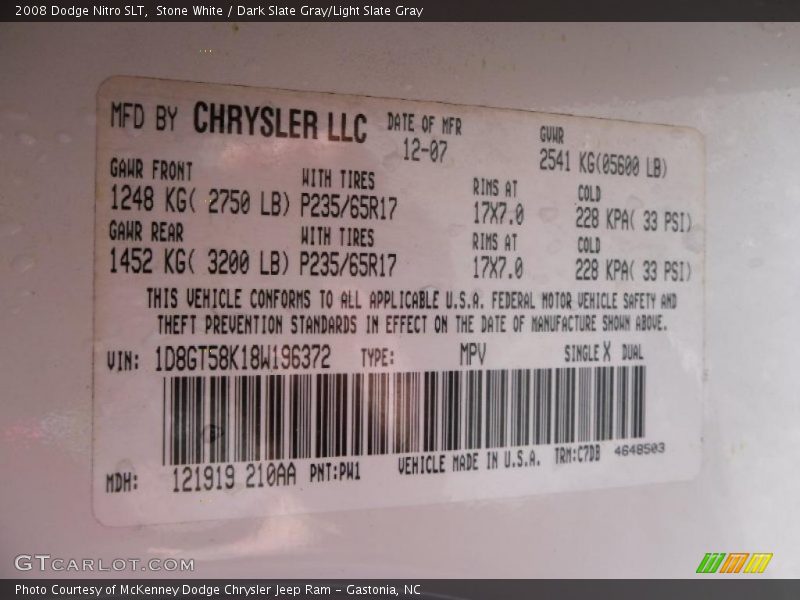 2008 Dodge Nitro SLT,  Stone White / Dark Slate Gray/Light Slate Gray
MFD BY CHRYSLER LLC DATE OF MFR GVWR
12-07 2541 KG(05600 LB)
GAWR FRONT WITH TIRES RIMS AT COLD
1248 KG( 2750 LB) P235/65R17 17X7.0 228 KPA( 33 PSI)
GAWR REAR WITH TIRES RIMS AT COLD
1452 KG( 3200 LB) P235/65R17 17X7.0 228 KPA( 33 PSI)
THIS VEHICLE CONFORMS TO ALL APPLICABLE U.S.A. FEDERAL MOTOR VEHICLE SAFETY AND
THEFT PREVENTION STANDARDS IN EFFECT ON THE DATE OF MANUFACTURE SHOWN ABOVE.
VIN: 1D8GT58K18W196372 TYPE: MPV SINGLE X DUAL
MDH: 121919 210AA PNT:PW1 VEHICLE MADE IN U.S.A. TRM:C7DB 4648503
GTCARLOT.COM
Photo Courtesy of McKenney Dodge Chrysler Jeep Ram - Gastonia, NC